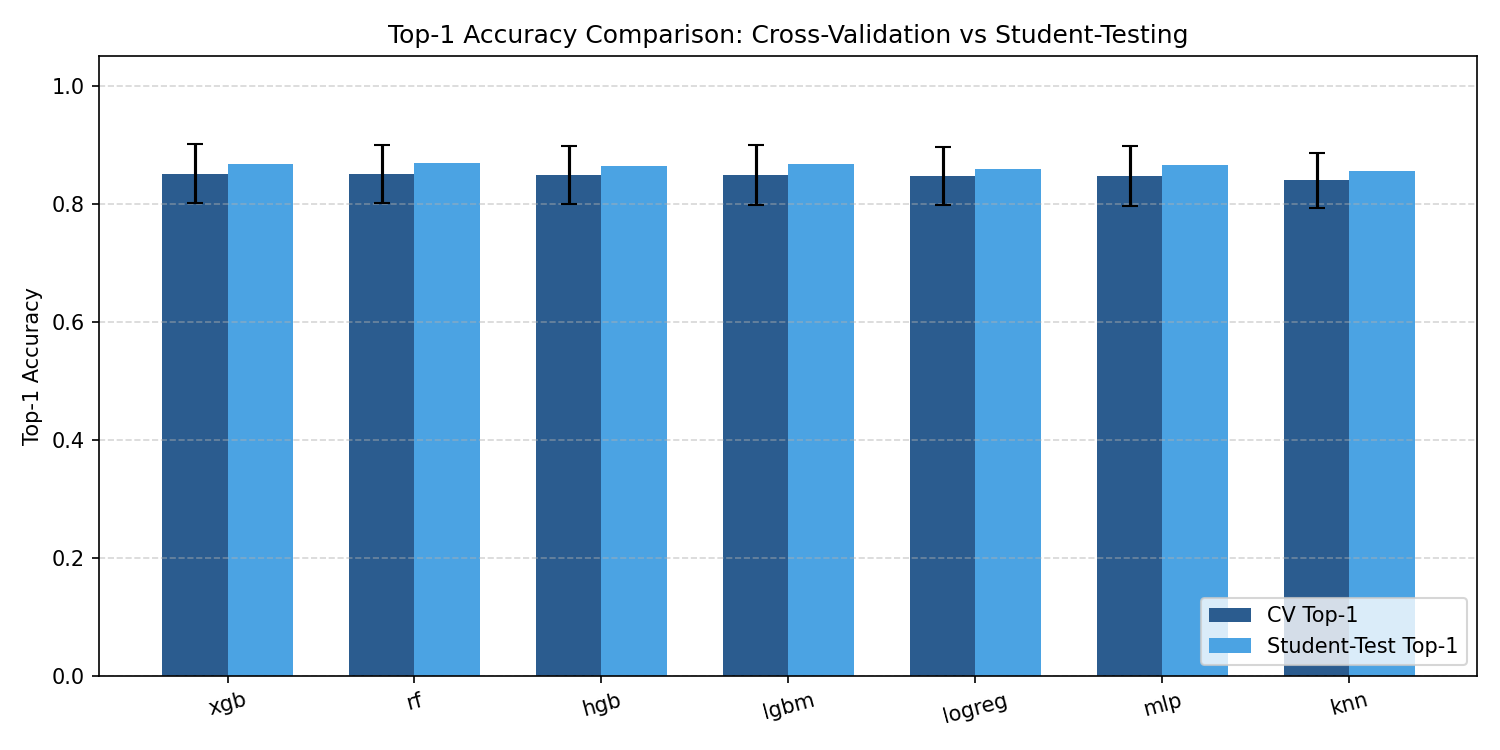 Top-1 Accuracy Comparison: Cross-Validation vs Student-Testing
Top-1 Accuracy
1.0
0.8
0.6
0.4
0.2
0.0
xgb
rf
hgb
lgbm
logreg
mlp
knn
CV Top-1
Student-Test Top-1